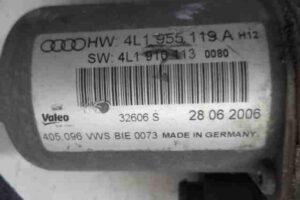 HW: 4L1 955 119 A H12
SW: 4L1 910 113 0080
Valeo 32606 S 28 06 2006
405.096 VWS BIE 0073 MADE IN GERMANY.